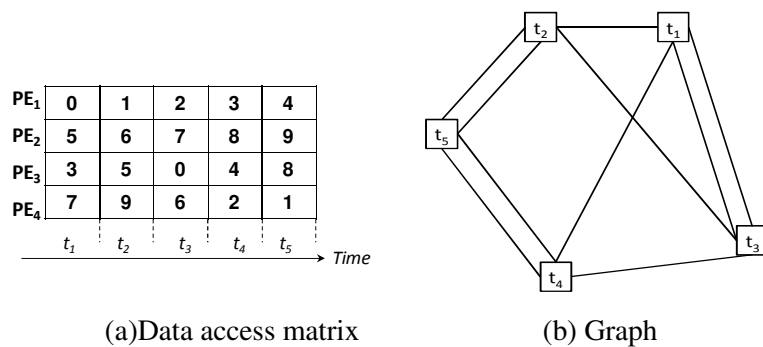 PE1 0 1 2 3 4
PE2 5 6 7 8 9
PE3 3 5 0 4 8
PE4 7 9 6 2 1
t1 t2 t3 t4 t5
Time
t2 t1
t5
t3
t4
(a)Data access matrix (b) Graph